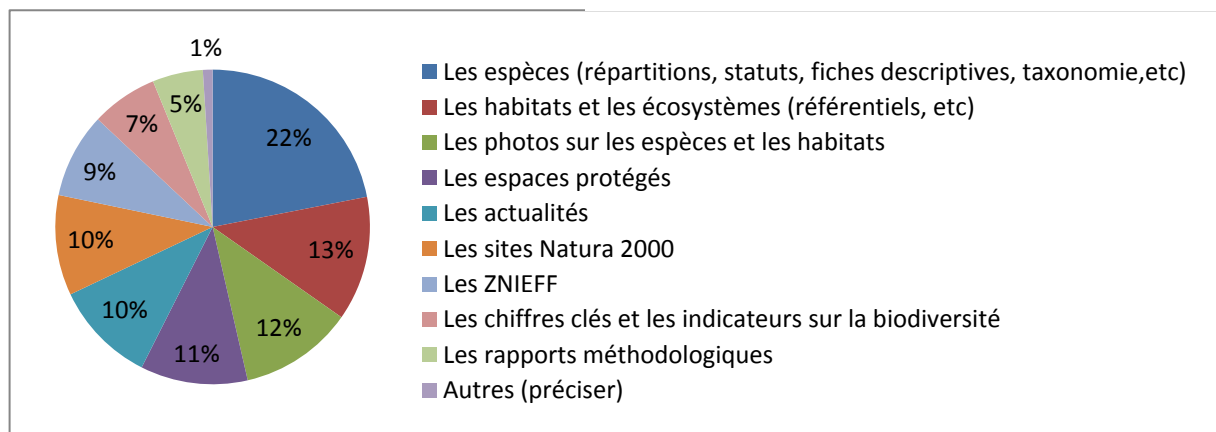 1%
5%
7%
22%
9%
10%
13%
10%
12%
11%
Les espèces (répartitions, statuts, fiches descriptives, taxonomie,etc)
Les habitats et les écosystèmes (référentiels, etc)
Les photos sur les espèces et les habitats
Les espaces protégés
Les actualités
Les sites Natura 2000
Les ZNIEFF
Les chiffres clés et les indicateurs sur la biodiversité
Les rapports méthodologiques
Autres (préciser)